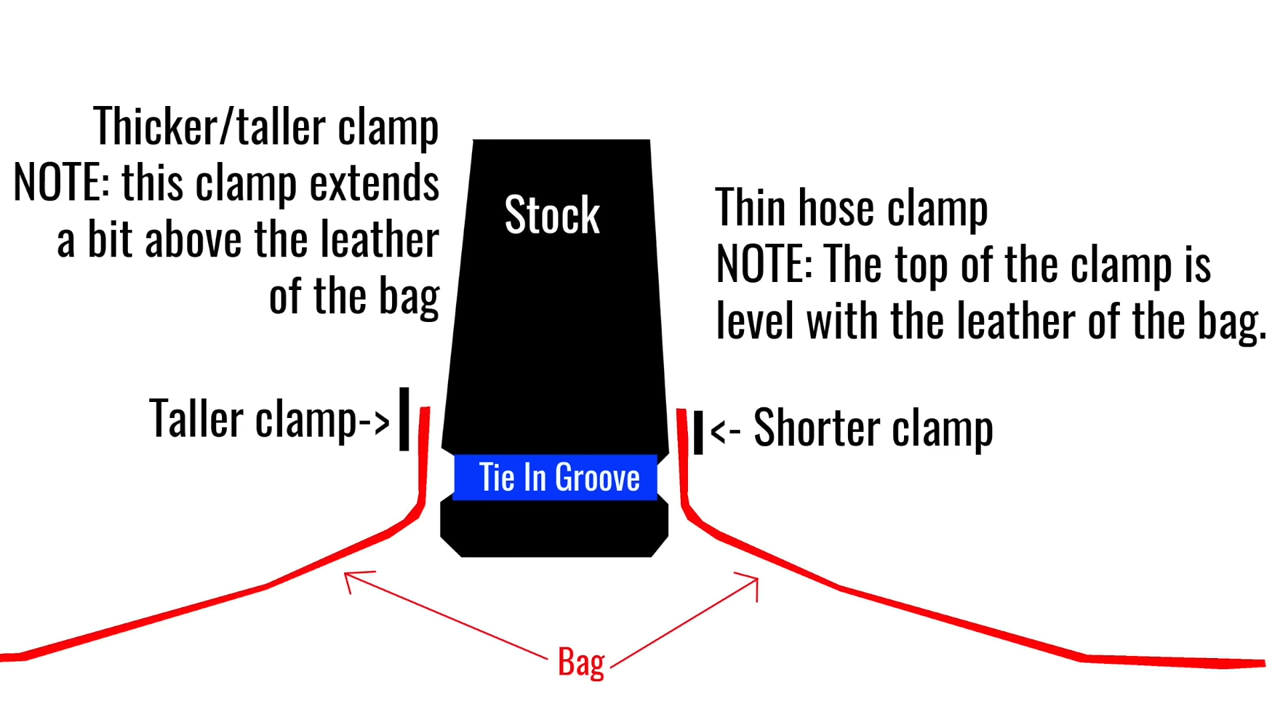 Thicker/taller clamp
NOTE: this clamp extends
a bit above the leather
of the bag
Stock
Thin hose clamp
NOTE: The top of the clamp is
level with the leather of the bag.
Taller clamp->
<- Shorter clamp
Tie In Groove
Bag